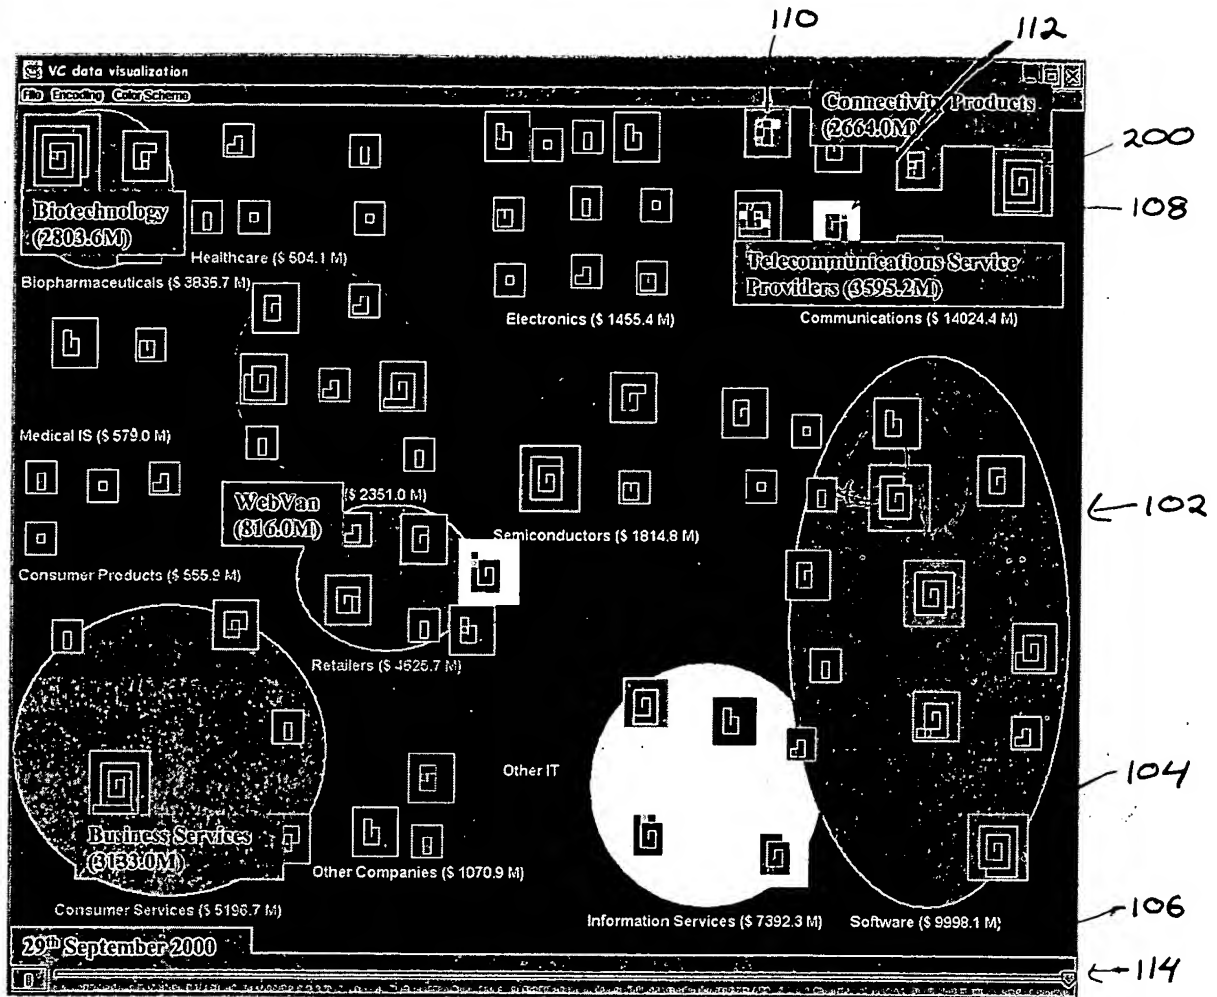 110
112
VC data visualization
File Encoding Color Scheme
Connectivity Products
(2664.0M)
200
108
Biotechnology
(2803.6M)
Healthcare ($ 504.1 M)
Biopharmaceuticals ($ 3835.7 M)
Telecommunications Service
Providers (3595.2M)
Electronics ($ 1455.4 M)
Communications ($ 14024.4 M)
Medical IS ($ 579.0 M)
WebVan
(816.0M)
($ 2351.0 M)
102
Semiconductors ($ 1814.8 M)
Consumer Products ($ 555.9 M)
Retailers ($ 4625.7 M)
Other IT
104
Business Services
(3133.0M)
Other Companies ($ 1070.9 M)
Consumer Services ($ 5196.7 M)
Information Services ($ 7392.3 M)
Software ($ 9998.1 M)
106
29th September 2000
114